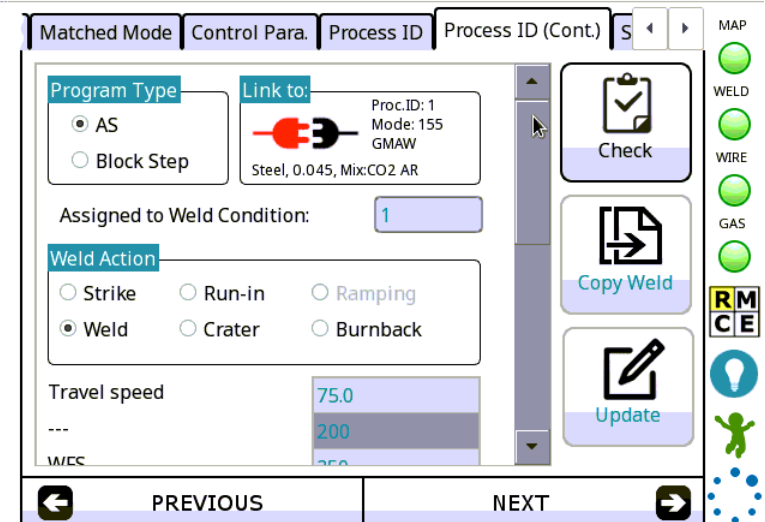 Matched Mode Control Para. Process ID Process ID (Cont.) S
MAP
WELD
WIRE
GAS
R M
C E
Program Type
AS
Block Step
Link to:
Proc.ID: 1
Mode: 155
GMAW
Steel, 0.045, Mix:CO2 AR
Assigned to Weld Condition: 1
Weld Action
Strike Run-in Ramping
Weld Crater Burnback
Travel speed 75.0
--- 200
WFS 250
Check
Copy Weld
Update
PREVIOUS NEXT